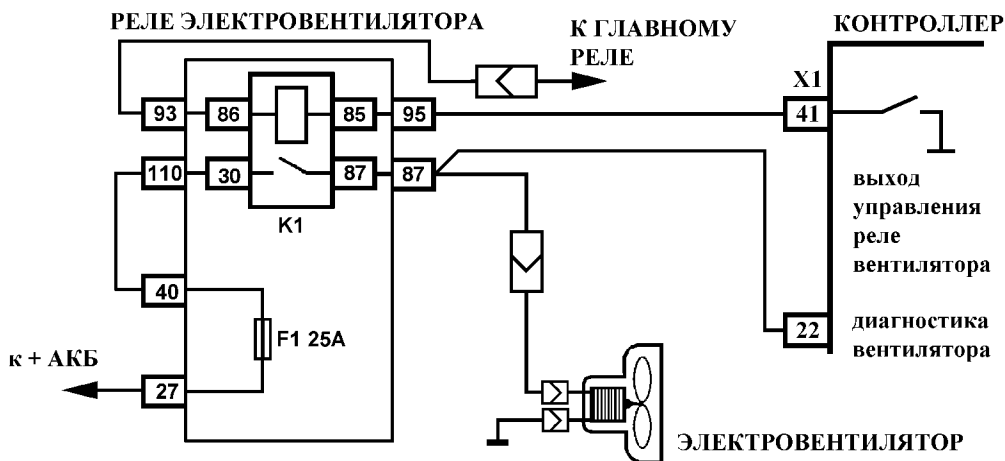 РЕЛЕ ЭЛЕКТРОВЕНТИЛЯТОРА
К ГЛАВНОМУ
РЕЛЕ
КОНТРОЛЛЕР
X1
93
86
85
95
41
110
30
87
87
K1
выход
управления
реле
вентилятора
40
F1 25A
22
диагностика
вентилятора
к + АКБ
27
ЭЛЕКТРОВЕНТИЛЯТОР